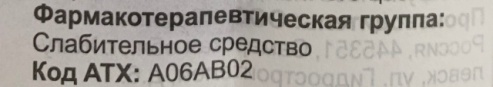 Фармакотерапевтическая группа:
Слабительное средство
Код АТХ: A06AB02